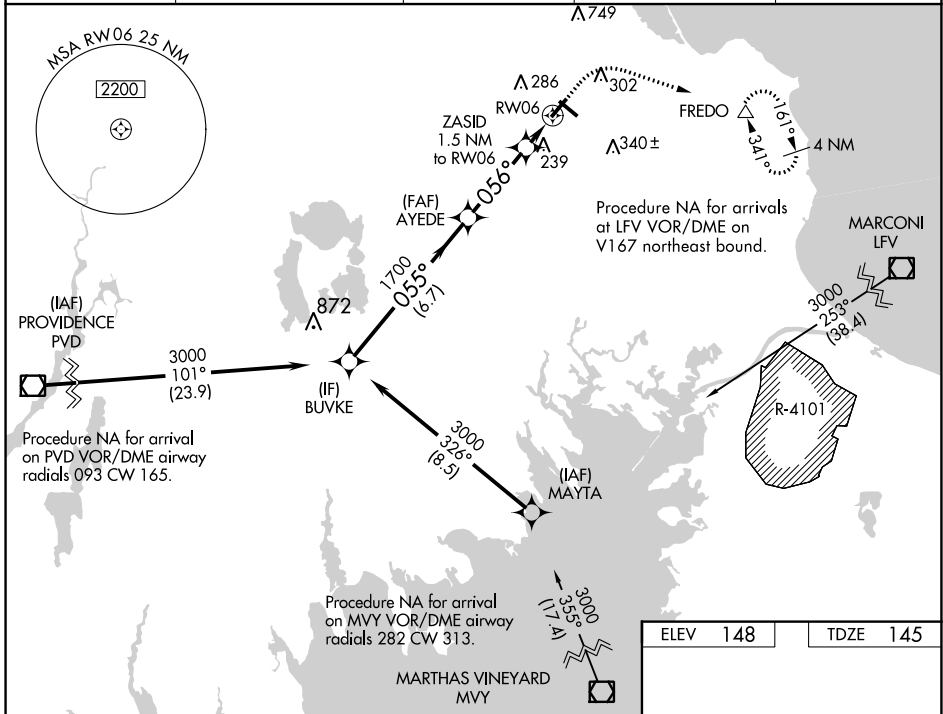 749
MSA RW06 25 NM
2200
286
302
RW06
FREDO
161°
341°
4 NM
ZASID
1.5 NM
to RW06
239
340 ±
056°
(FAF)
AYEDE
Procedure NA for arrivals
at LFV VOR/DME on
V167 northeast bound.
MARCONI
LFV
3000
253°
(38.4)
1700
055°
(6.7)
872
(IAF)
PROVIDENCE
PVD
3000
101°
(23.9)
(IF)
BUVKE
R-4101
Procedure NA for arrival
on PVD VOR/DME airway
radials 093 CW 165.
3000
326°
(8.5)
(IAF)
MAYTA
Procedure NA for arrival
on MVY VOR/DME airway
radials 282 CW 313.
3000
355°
(17.4)
MARTHAS VINEYARD
MVY
ELEV 148
TDZE 145